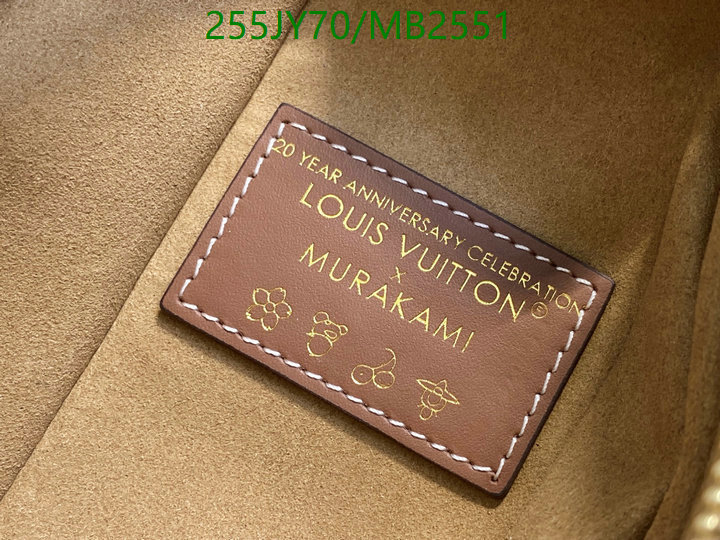 255JY70/MB2551
20 YEAR ANNIVERSARY CELEBRATION
LOUIS VUITTON®
x
MURAKAMI